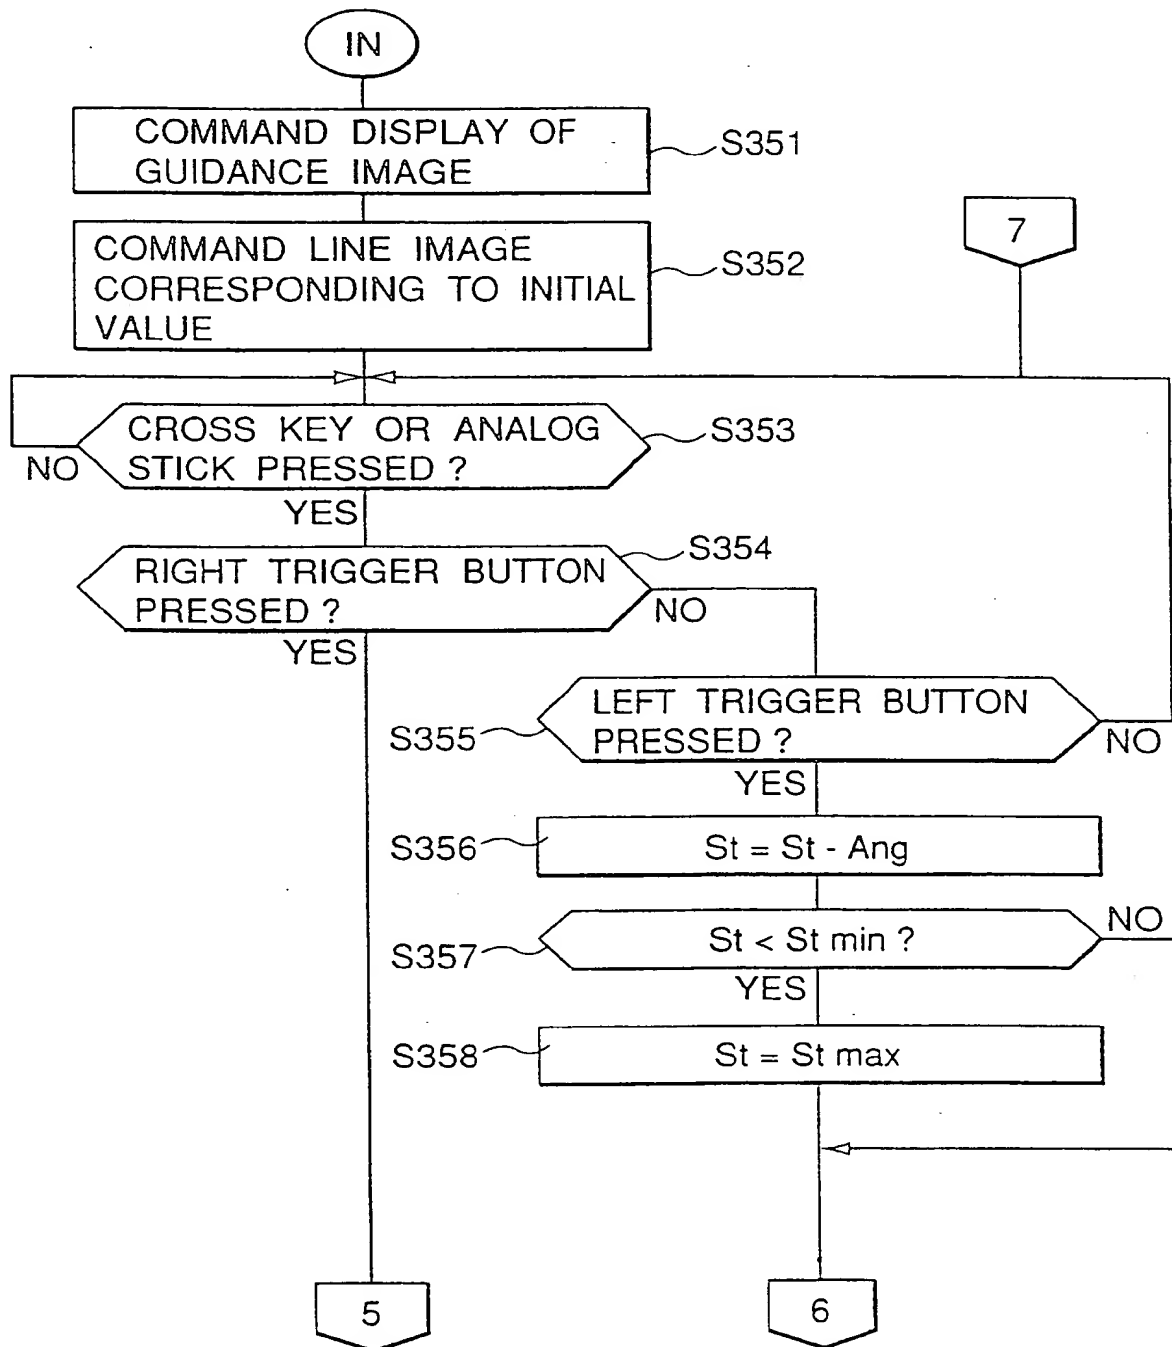 IN
COMMAND DISPLAY OF
GUIDANCE IMAGE
S351
COMMAND LINE IMAGE
CORRESPONDING TO INITIAL
VALUE
S352
7
CROSS KEY OR ANALOG
STICK PRESSED ?
S353
NO
YES
RIGHT TRIGGER BUTTON
PRESSED ?
S354
NO
YES
LEFT TRIGGER BUTTON
PRESSED ?
S355
NO
YES
S356
St = St - Ang
S357
St < St min ?
NO
YES
S358
St = St max
5
6